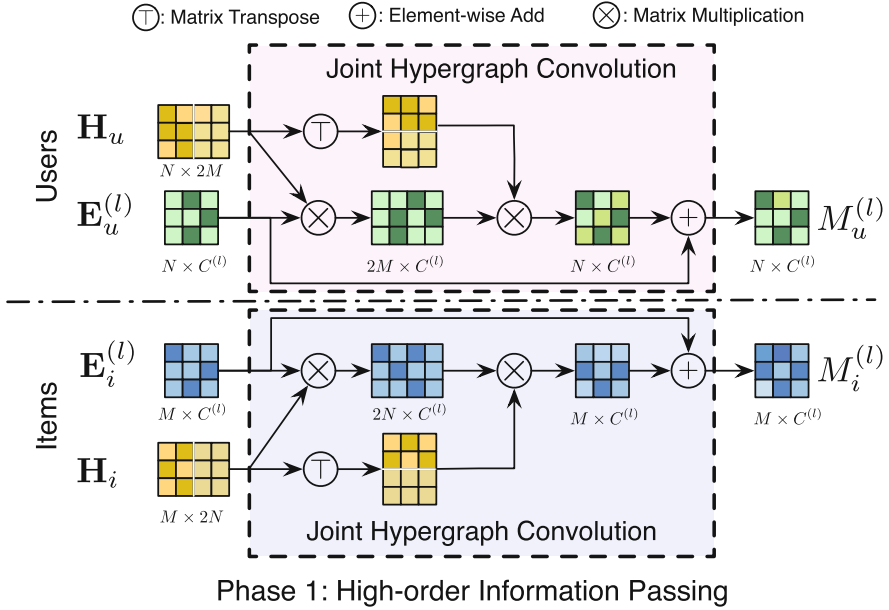 T: Matrix Transpose +: Element-wise Add ×: Matrix Multiplication
Joint Hypergraph Convolution
Users
H_u
N × 2M
T
E_u^{(l)}
N × C^{(l)}
×
2M × C^{(l)}
×
N × C^{(l)}
+
M_u^{(l)}
N × C^{(l)}
Items
E_i^{(l)}
M × C^{(l)}
×
2N × C^{(l)}
×
M × C^{(l)}
+
M_i^{(l)}
M × C^{(l)}
H_i
M × 2N
T
Joint Hypergraph Convolution
Phase 1: High-order Information Passing